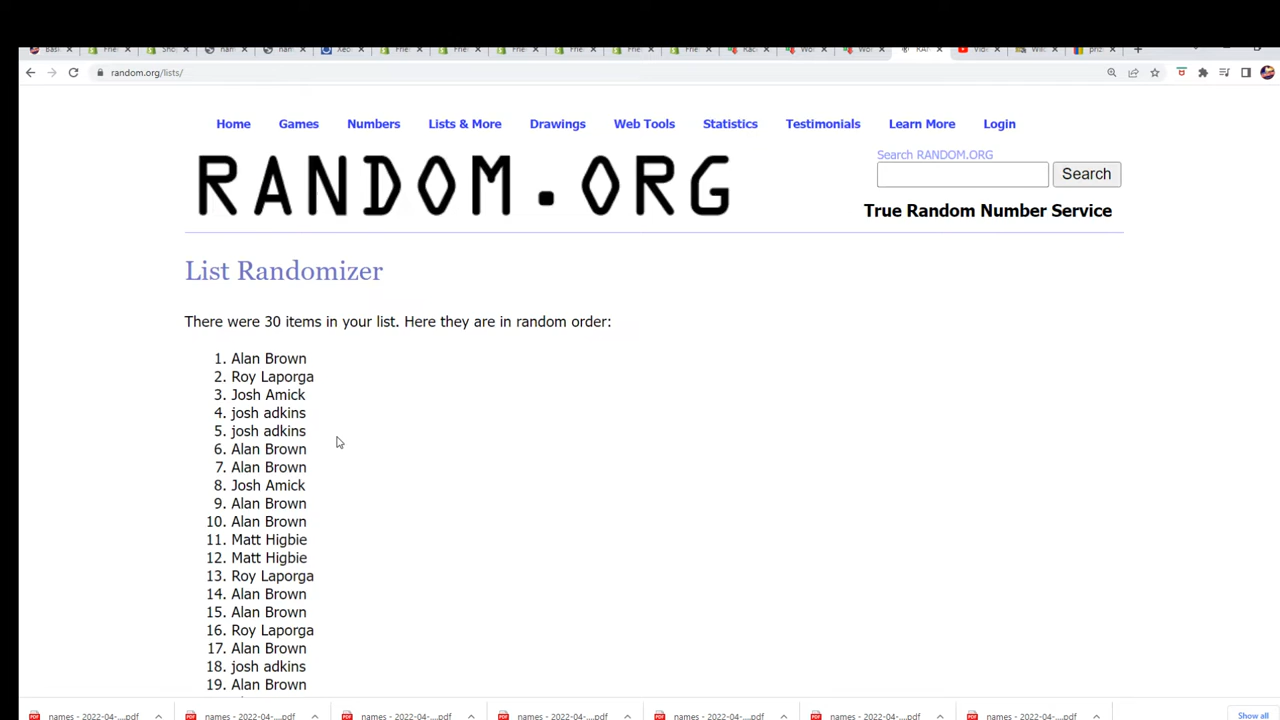 random.org/lists/
Home Games Numbers Lists & More Drawings Web Tools Statistics Testimonials Learn More Login
RANDOM.ORG
Search RANDOM.ORG
Search
True Random Number Service
List Randomizer
There were 30 items in your list. Here they are in random order:
1. Alan Brown
2. Roy Laporga
3. Josh Amick
4. josh adkins
5. josh adkins
6. Alan Brown
7. Alan Brown
8. Josh Amick
9. Alan Brown
10. Alan Brown
11. Matt Higbie
12. Matt Higbie
13. Roy Laporga
14. Alan Brown
15. Alan Brown
16. Roy Laporga
17. Alan Brown
18. josh adkins
19. Alan Brown
names - 2022-04-....pdf names - 2022-04-....pdf names - 2022-04-....pdf names - 2022-04-....pdf names - 2022-04-....pdf names - 2022-04-....pdf names - 2022-04-....pdf Show all